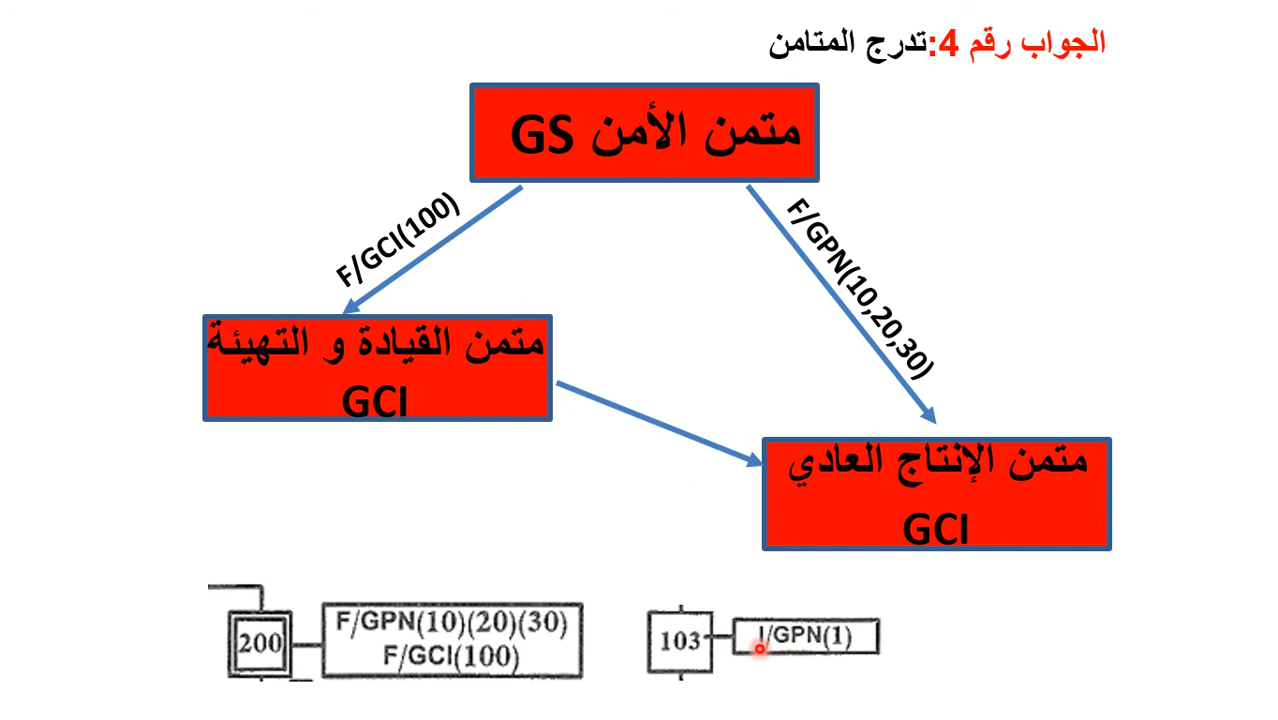 الجواب رقم 4:تدرج المتامن
متمن الأمن GS
F/GCI(100)
F/GPN(10,20,30)
متمن القيادة و التهيئة
GCI
متمن الإنتاج العادي
GCI
200
F/GPN(10)(20)(30)
F/GCI(100)
103
I/GPN(1)